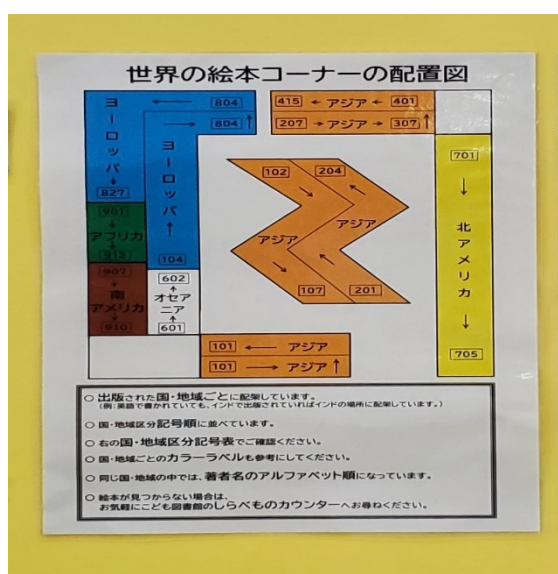 世界の絵本コーナーの配置図
ヨーロッパ ← 804
→ 804 ↑
↓
827
ヨーロッパ
↑
104
415 ← アジア ← 401
207 → アジア → 307 ↑
102 204
アジア アジア
107 201
701
↓
北アメリカ
↓
705
901
↓
アフリカ
↓
912
907
↓
南アメリカ
↓
910
602
↑
オセアニア
↑
601
101 ← アジア
101 → アジア ↑
○ 出版された国・地域ごとに配架しています。
(例:英語で書かれていても、インドで出版されていればインドの場所に配架しています。)
○ 国・地域区分記号順に並べています。
○ 右の国・地域区分記号表でご確認ください。
○ 国・地域ごとのカラーラベルも参考にしてください。
○ 同じ国・地域の中では、著者名のアルファベット順になっています。
○ 絵本が見つからない場合は、
お気軽にこども図書館のしらべものカウンターへお尋ねください。